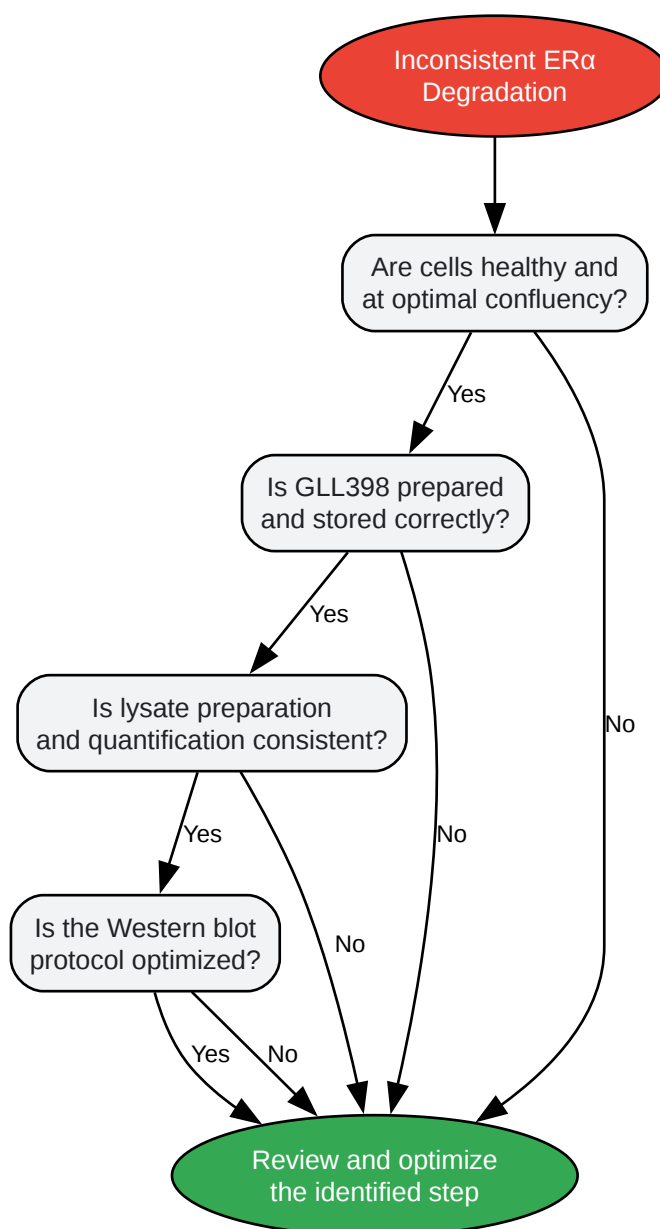 Inconsistent ERα
Degradation
Are cells healthy and
at optimal confluency?
Yes
Is GLL398 prepared
and stored correctly?
Yes
Is lysate preparation
and quantification consistent?
No
Yes
No
Is the Western blot
protocol optimized?
No
Yes
No
Review and optimize
the identified step